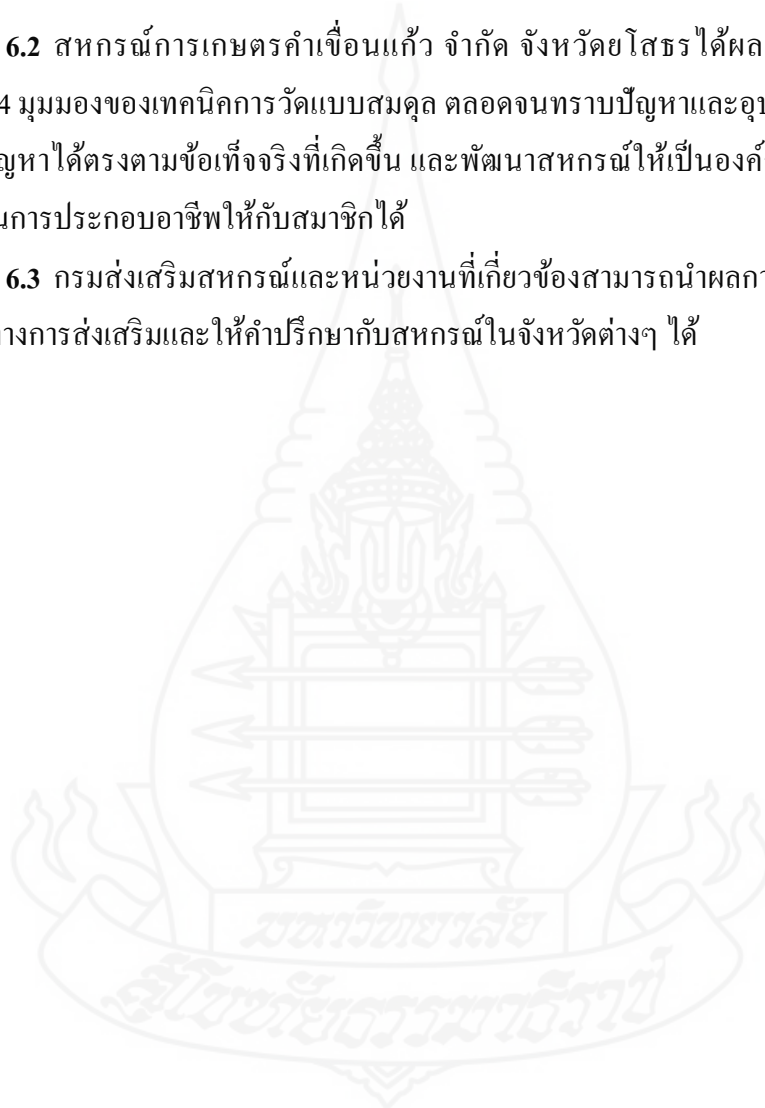 6.2 สหกรณ์การเกษตรคำเขื่อนแก้ว จำกัด จังหวัดยโสธรได้ผล
4 มุมมองของเทคนิคการวัดแบบสมดุล ตลอดจนทราบปัญหาและอุป
ญหาได้ตรงตามข้อเท็จจริงที่เกิดขึ้น และพัฒนาสหกรณ์ให้เป็นองค์
นการประกอบอาชีพให้กับสมาชิกได้
6.3 กรมส่งเสริมสหกรณ์และหน่วยงานที่เกี่ยวข้องสามารถนำผลกา
ทางการส่งเสริมและให้คำปรึกษากับสหกรณ์ในจังหวัดต่างๆ ได้
มหาวิทยาลัย
สุโขทัยธรรมาธิราช